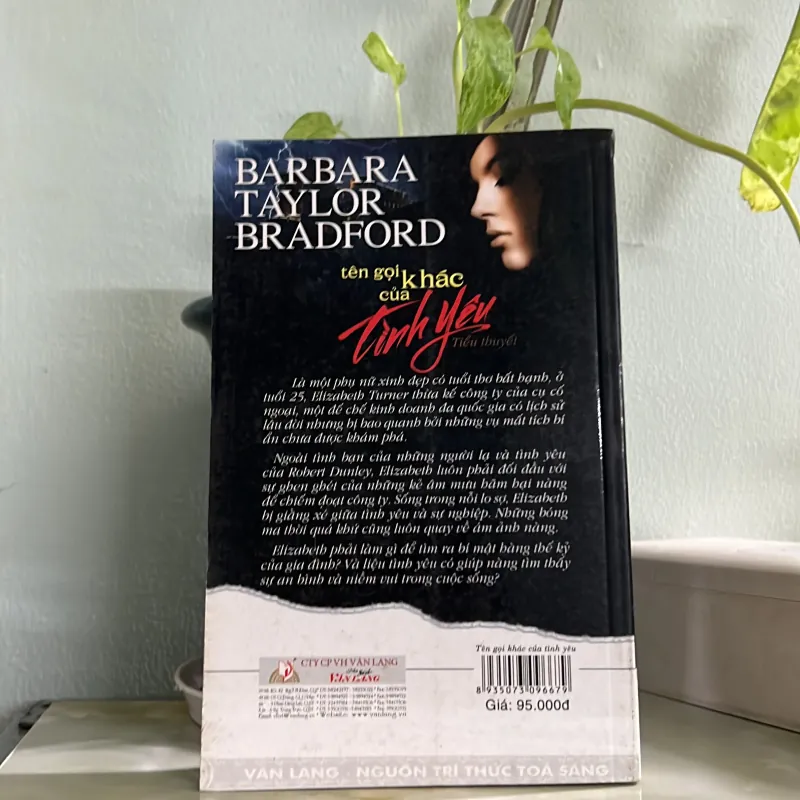 BARBARA
TAYLOR
BRADFORD
tên gọi khác
của
Tình Yêu
Tiểu thuyết
Là một phụ nữ xinh đẹp có tuổi thơ bất hạnh, ở
tuổi 25, Elizabeth Turner thừa kế công ty của cụ cố
ngoại, một đế chế kinh doanh đa quốc gia có lịch sử
lâu đời nhưng bị bao quanh bởi những vụ mất tích bí
ẩn chưa được khám phá.
Ngoài tình bạn của những người lạ và tình yêu
của Robert Dunley, Elizabeth luôn phải đối đầu với
sự ghen ghét của những kẻ âm mưu hãm hại nàng
để chiếm đoạt công ty. Sống trong nỗi lo sợ, Elizabeth
bị giằng xé giữa tình yêu và sự nghiệp. Những bóng
ma thời quá khứ cũng luôn quay về ám ảnh nàng.
Elizabeth phải làm gì để tìm ra bí mật hàng thế kỷ
của gia đình? Và liệu tình yêu có giúp nàng tìm thấy
sự an bình và niềm vui trong cuộc sống?
CTY CP VH VĂN LANG
VĂN LANG
Tên gọi khác của tình yêu
8 935073 096679
Giá: 95.000đ
VĂN LANG - NGUỒN TRI THỨC TỎA SÁNG